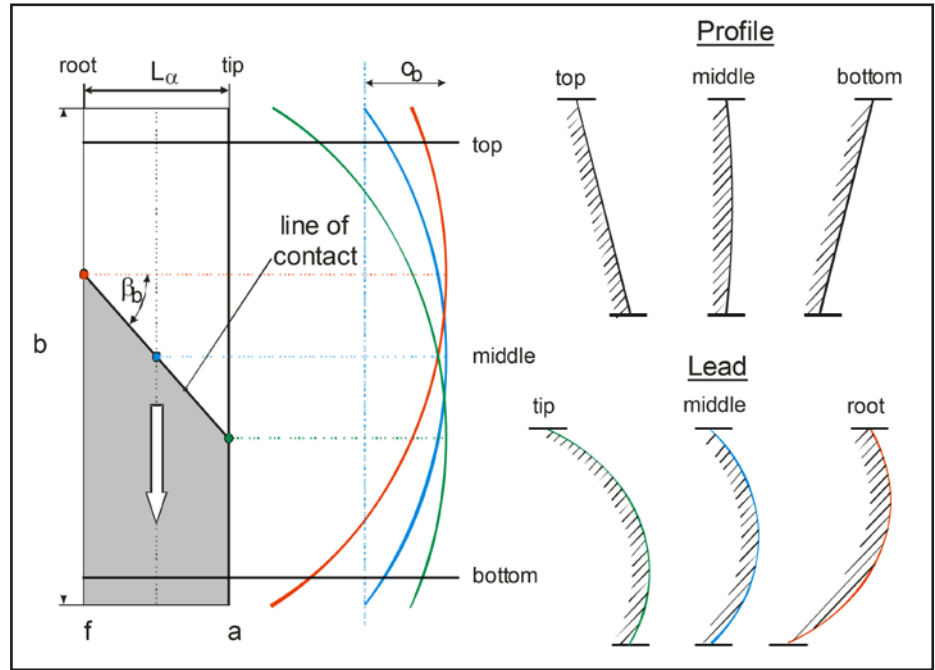 root
Lα
tip
cb
top
line of
contact
βb
b
middle
bottom
f
a
Profile
top
middle
bottom
Lead
tip
middle
root